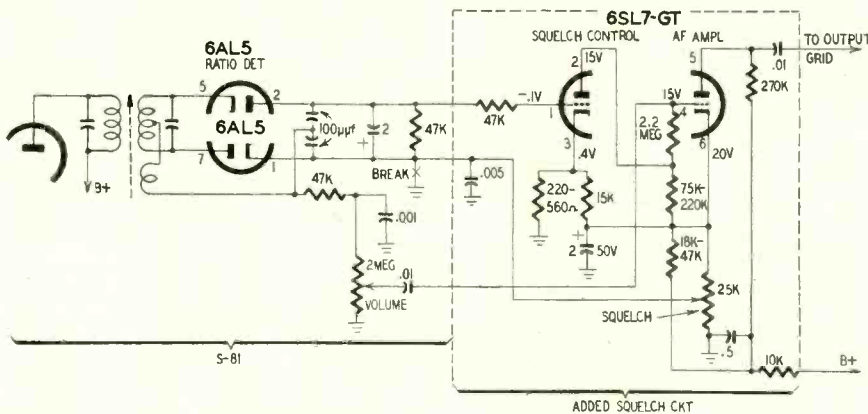 6SL7-GT
SQUELCH CONTROL
AF AMPL
6AL5
RATIO DET
5
2
6AL5
7
1
100µµf
2
+
47K
BREAK
X
B+
47K
.001
2MEG
VOLUME
.01
.005
47K
-.1V
1
2
15V
3
.4V
220-
560Ω
15K
+
2
50V
15V
4
5
6
20V
2.2
MEG
75K-
220K
18K-
47K
25K
SQUELCH
.5
10K
B+
270K
.01
TO OUTPUT
GRID
S-81
ADDED SQUELCH CKT